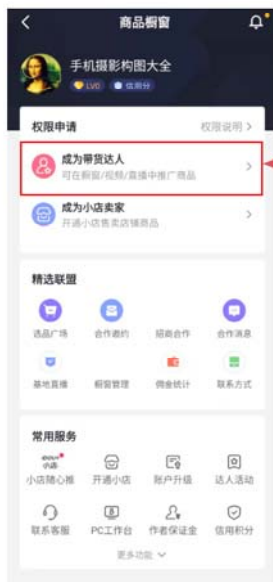 商品橱窗
手机摄影构图大全
LV0 信用分
权限申请 权限说明 >
成为带货达人
可在橱窗/视频/直播中推广商品
成为小店卖家
开通小店售卖店铺商品
精选联盟
选品广场 合作邀约 招商合作 合作消息
基地直播 橱窗管理 佣金统计 联系方式
常用服务
小店随心推 开通小店 账户升级 达人活动
联系客服 PC工作台 作者保证金 信用积分
更多功能